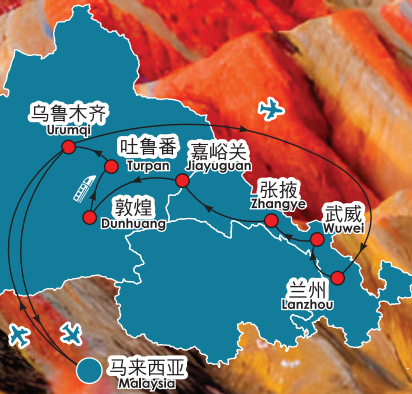 乌鲁木齐
Urumqi
吐鲁番
Turpan
嘉峪关
Jiayuguan
张掖
Zhangye
武威
Wuwei
敦煌
Dunhuang
兰州
Lanzhou
马来西亚
Malaysia